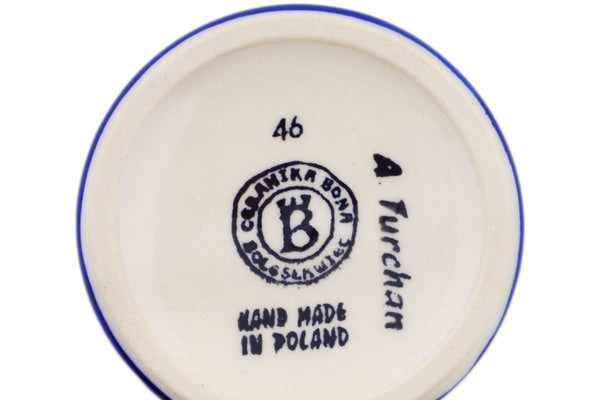 46
CERAMIKA BONA
B
BOLESŁAWIEC
HAND MADE
IN POLAND
A Turchan